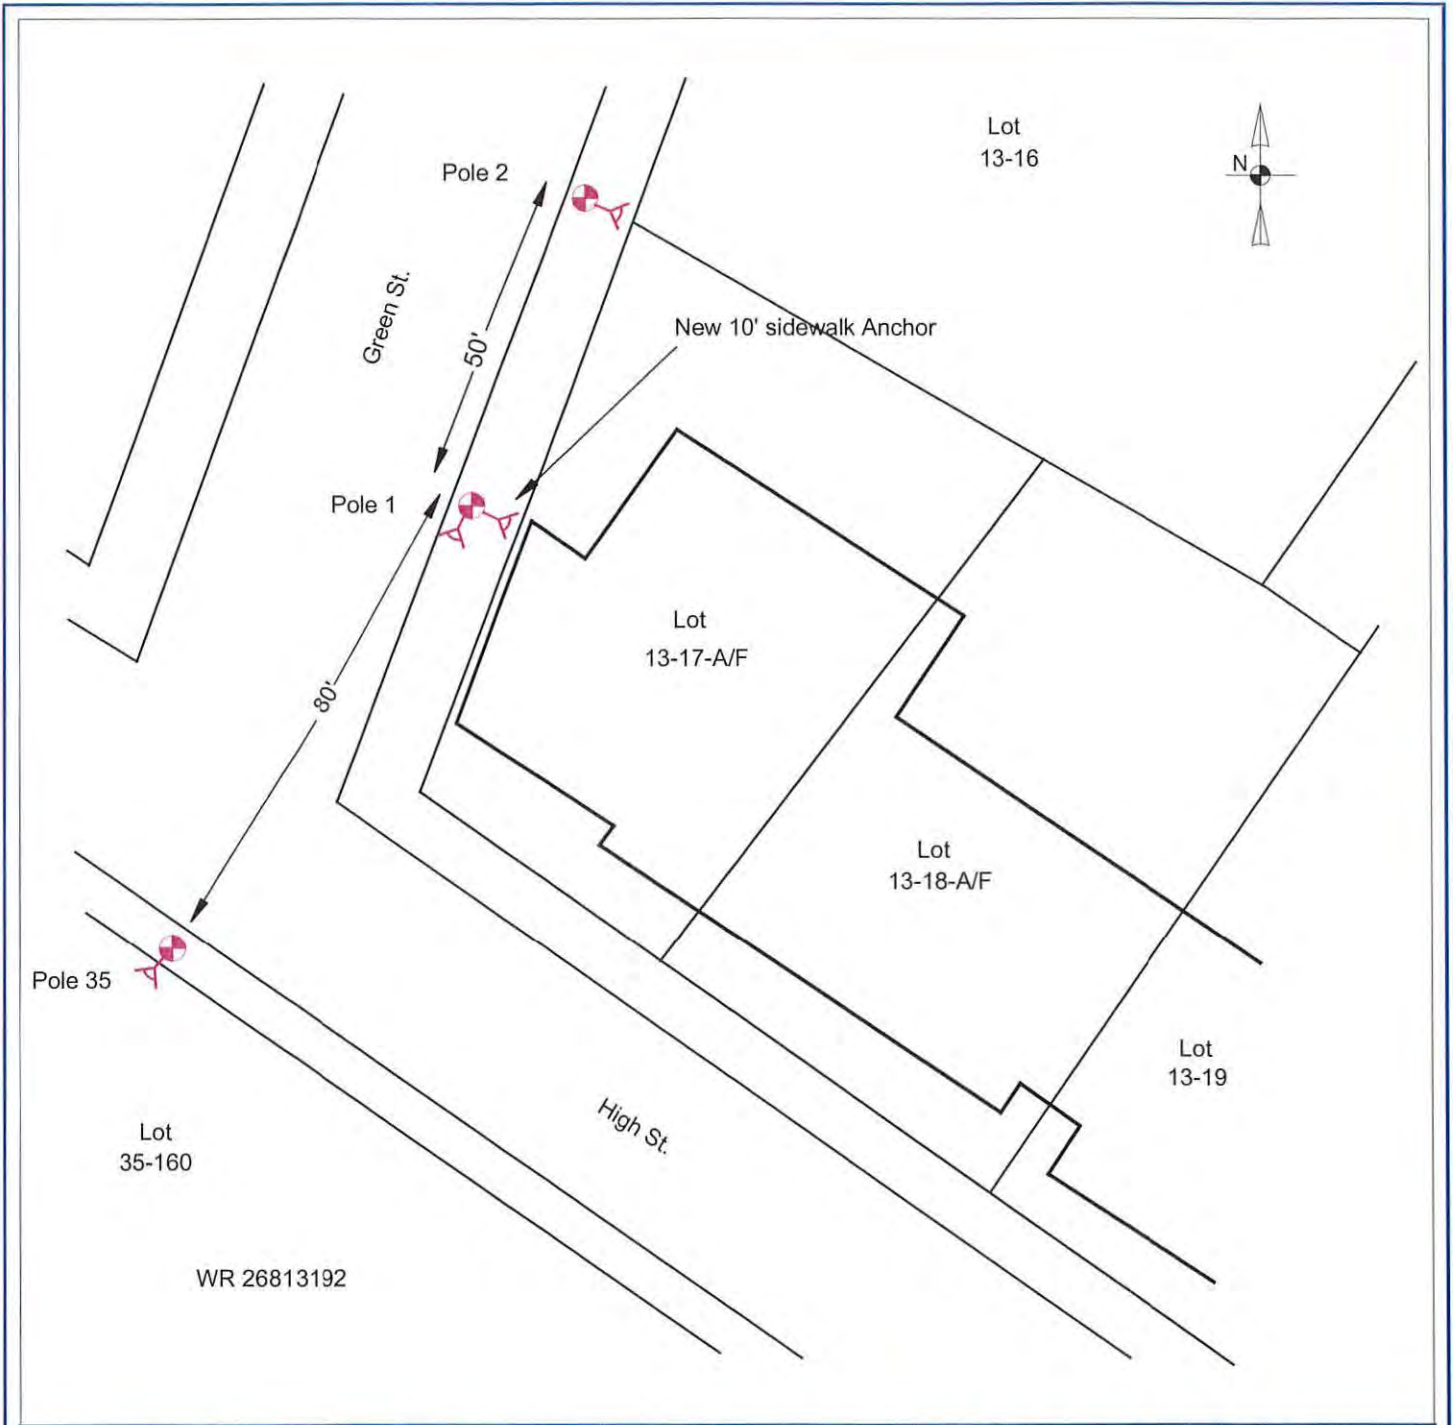 Lot
13-16
N
Pole 2
Green St.
50'
New 10' sidewalk Anchor
Pole 1
Lot
13-17-A/F
80'
Lot
13-18-A/F
Pole 35
Lot
13-19
High St.
Lot
35-160
WR 26813192